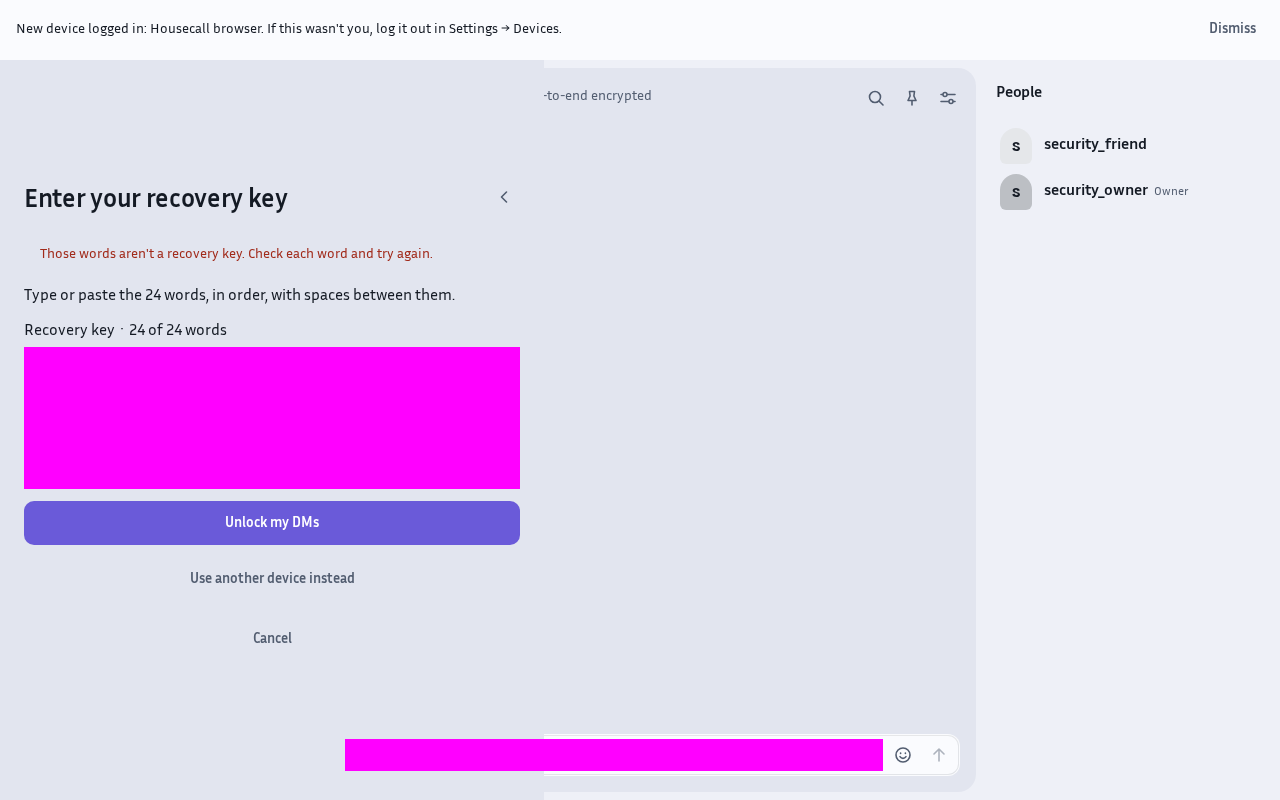 New device logged in: Housecall browser. If this wasn't you, log it out in Settings → Devices.
Dismiss
-to-end encrypted
People
S
security_friend
S
security_owner Owner
Enter your recovery key
Those words aren't a recovery key. Check each word and try again.
Type or paste the 24 words, in order, with spaces between them.
Recovery key · 24 of 24 words
Unlock my DMs
Use another device instead
Cancel